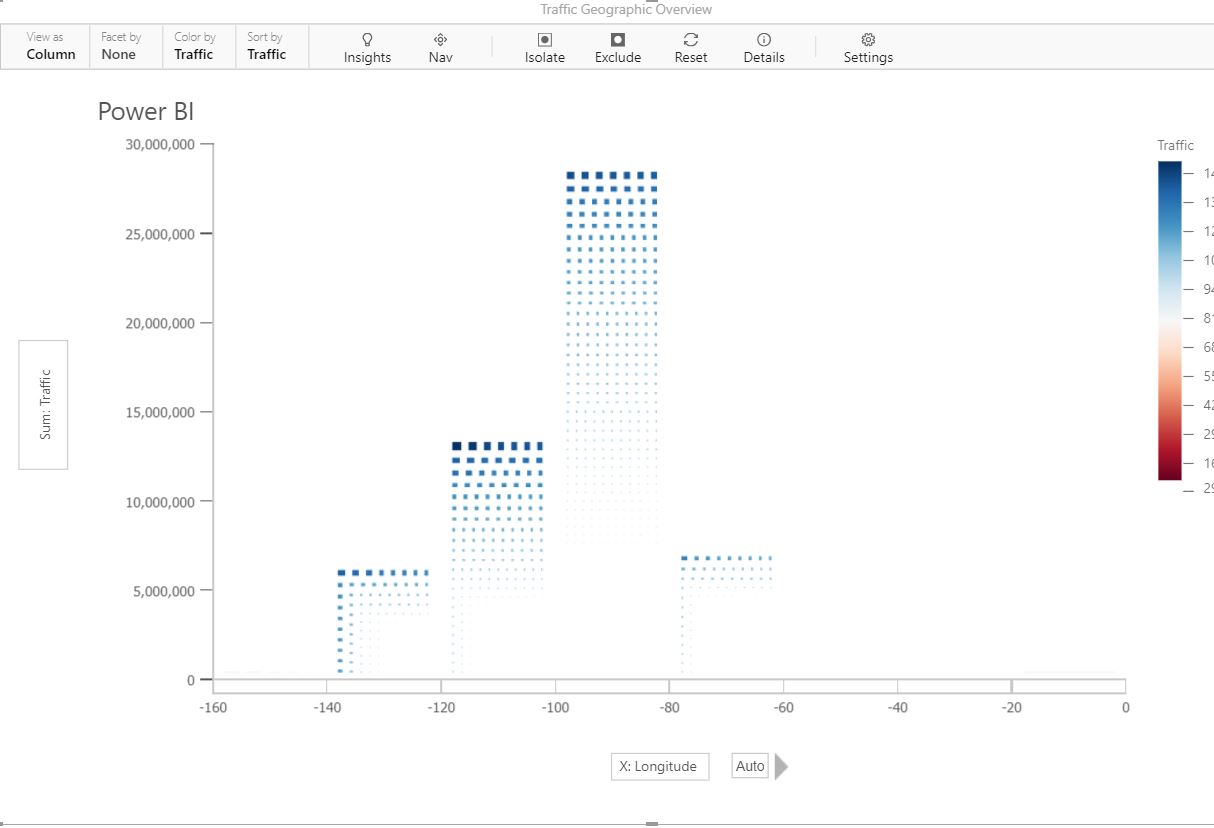 Traffic Geographic Overview
View as Facet by Color by Sort by
Column None Traffic Traffic
Insights Nav Isolate Exclude Reset Details Settings
Power BI
30,000,000
25,000,000
20,000,000
15,000,000
10,000,000
5,000,000
0
Sum: Traffic
-160 -140 -120 -100 -80 -60 -40 -20 0
X: Longitude Auto
Traffic
14
13
12
10
94
81
68
55
42
29
16
29